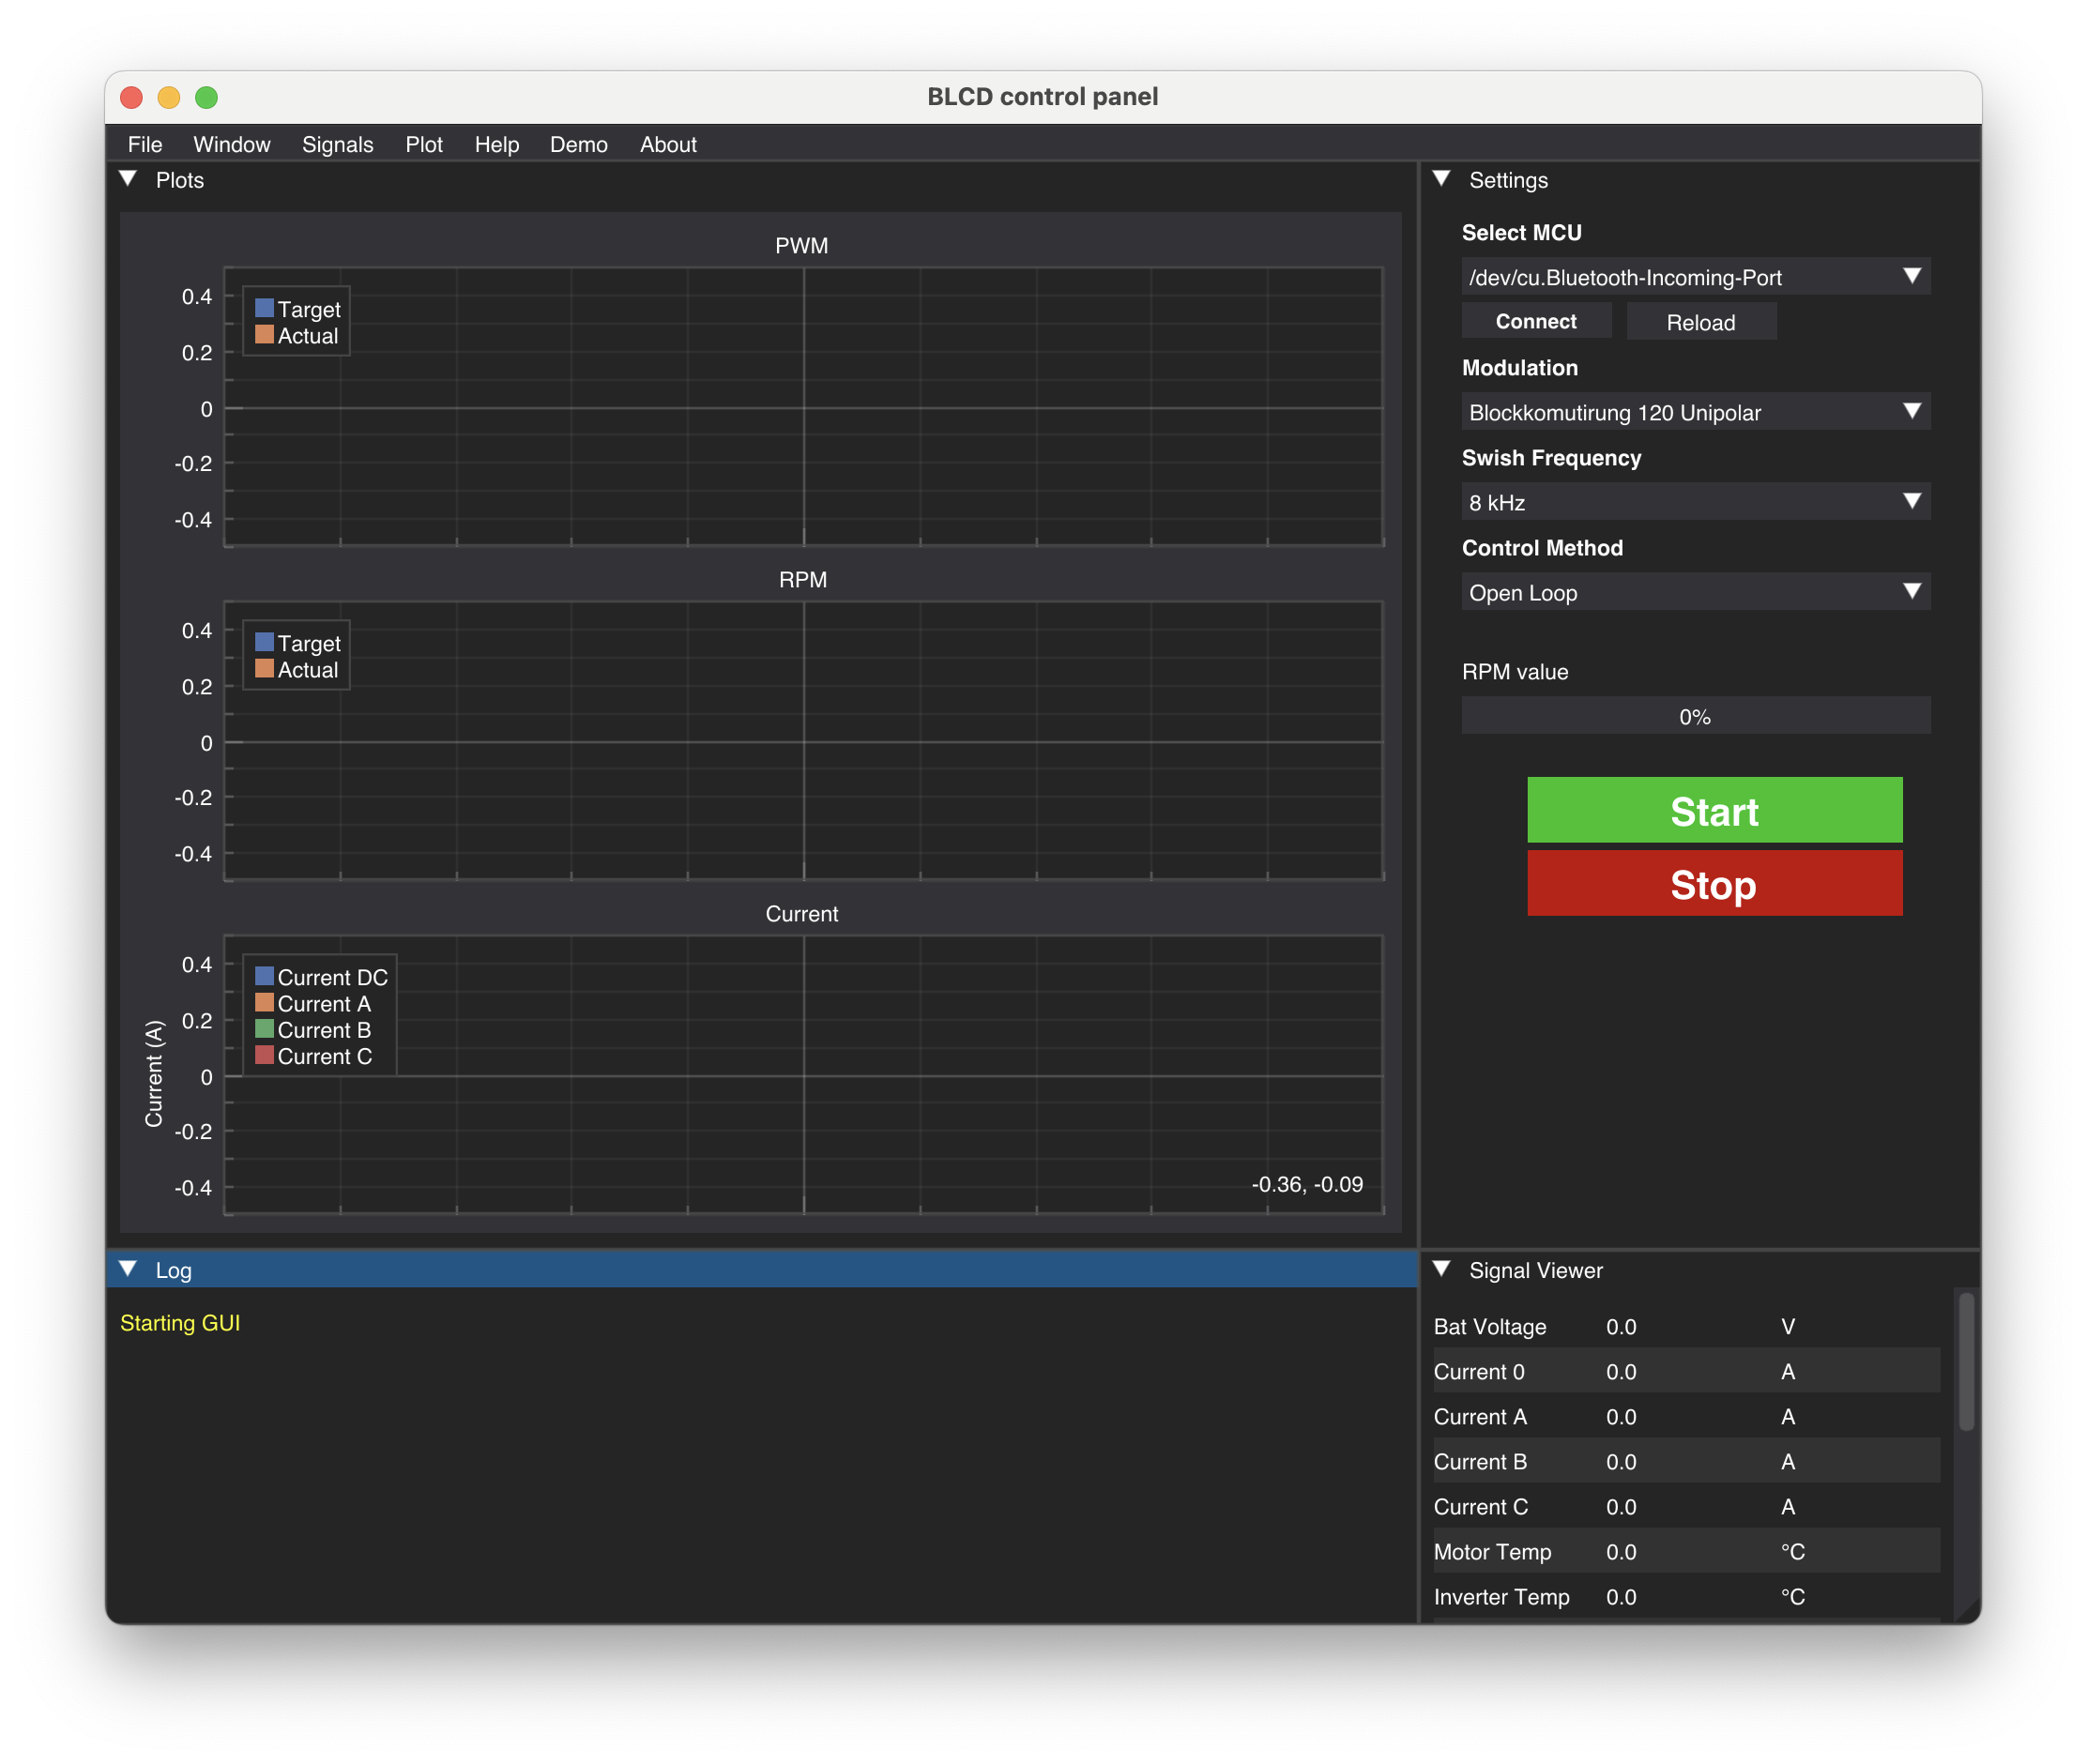 BLCD control panel
File Window Signals Plot Help Demo About
Plots
PWM
0.4
0.2
0
-0.2
-0.4
Target
Actual
RPM
0.4
0.2
0
-0.2
-0.4
Target
Actual
Current
Current (A)
0.4
0.2
0
-0.2
-0.4
Current DC
Current A
Current B
Current C
-0.36, -0.09
Settings
Select MCU
/dev/cu.Bluetooth-Incoming-Port
Connect Reload
Modulation
Blockkomutirung 120 Unipolar
Swish Frequency
8 kHz
Control Method
Open Loop
RPM value
0%
Start
Stop
Log
Starting GUI
Signal Viewer
Bat Voltage 0.0 V
Current 0 0.0 A
Current A 0.0 A
Current B 0.0 A
Current C 0.0 A
Motor Temp 0.0 °C
Inverter Temp 0.0 °C